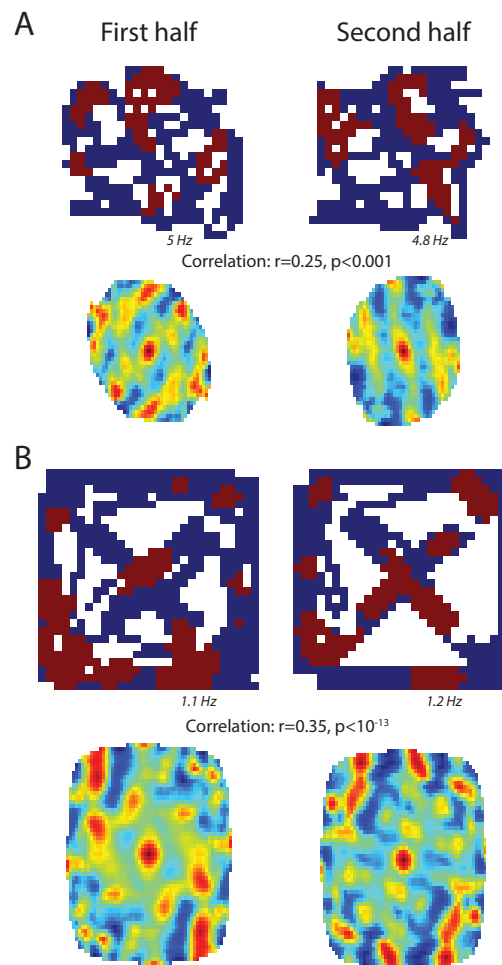 A
First half
Second half
5 Hz
4.8 Hz
Correlation: r=0.25, p<0.001
B
1.1 Hz
1.2 Hz
Correlation: r=0.35, p<10⁻¹³